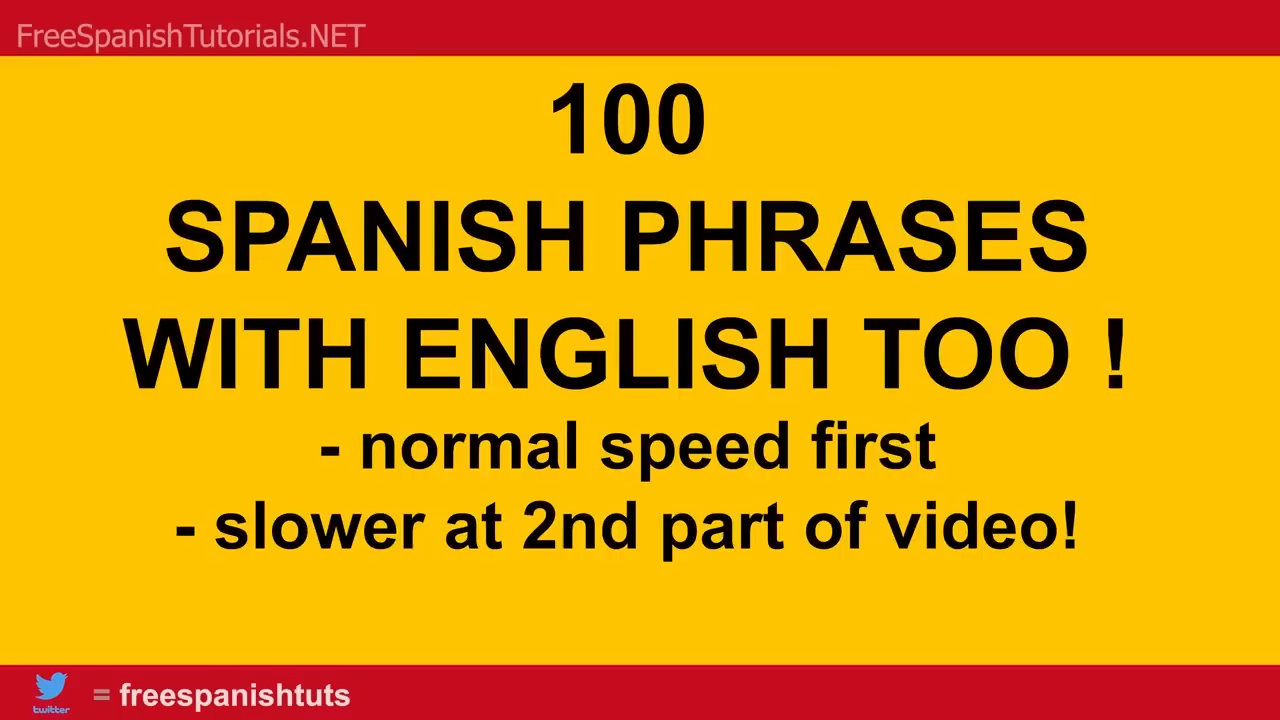 FreeSpanishTutorials.NET
100
SPANISH PHRASES
WITH ENGLISH TOO !
- normal speed first
- slower at 2nd part of video!
= freespanishtuts
twitter